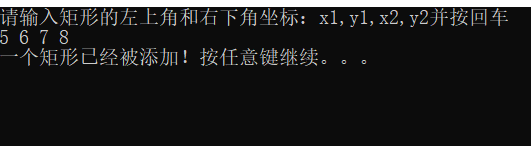 请输入矩形的左上角和右下角坐标：x1,y1,x2,y2并按回车
5 6 7 8
一个矩形已经被添加！按任意键继续。。。